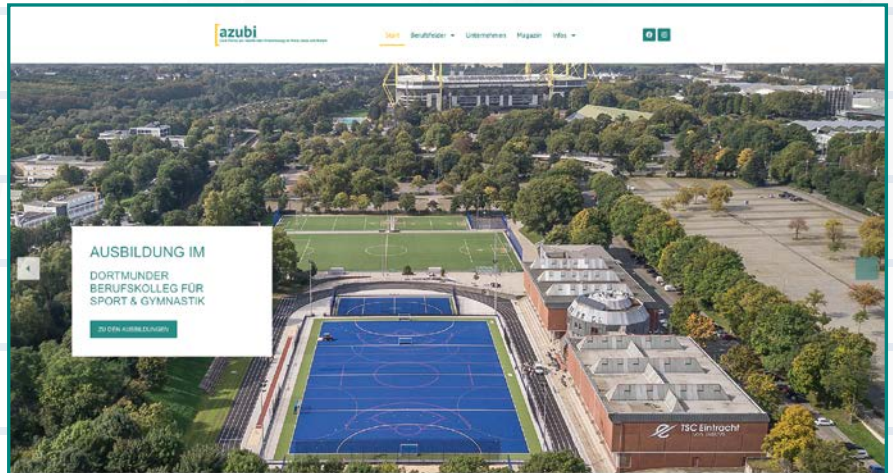 azubi
Start Berufsfelder Unternehmen Magazin Infos
AUSBILDUNG IM
DORTMUNDER
BERUFSKOLLEG FÜR
SPORT & GYMNASTIK
ZU DEN AUSBILDUNGEN
TSC Eintracht